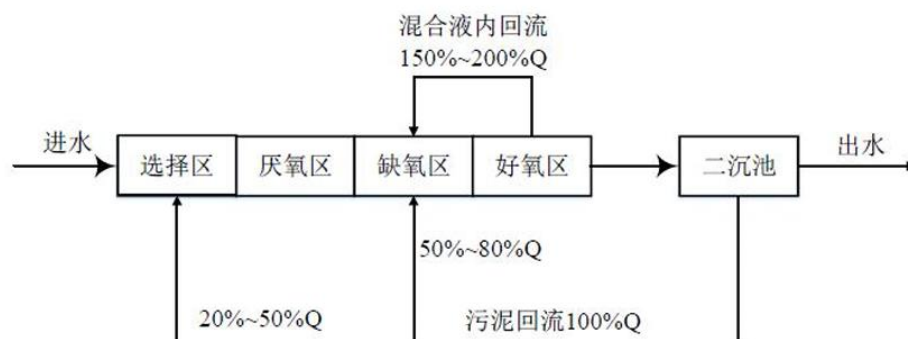 混合液内回流
150%~200%Q
进水
选择区
厌氧区
缺氧区
好氧区
二沉池
出水
50%~80%Q
20%~50%Q
污泥回流100%Q